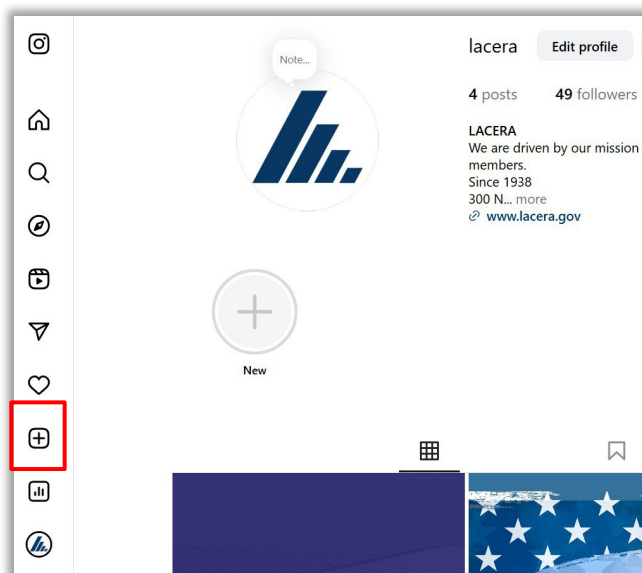 Note...
lacera Edit profile
4 posts 49 followers
LACERA
We are driven by our mission
members.
Since 1938
300 N... more
www.lacera.gov
New